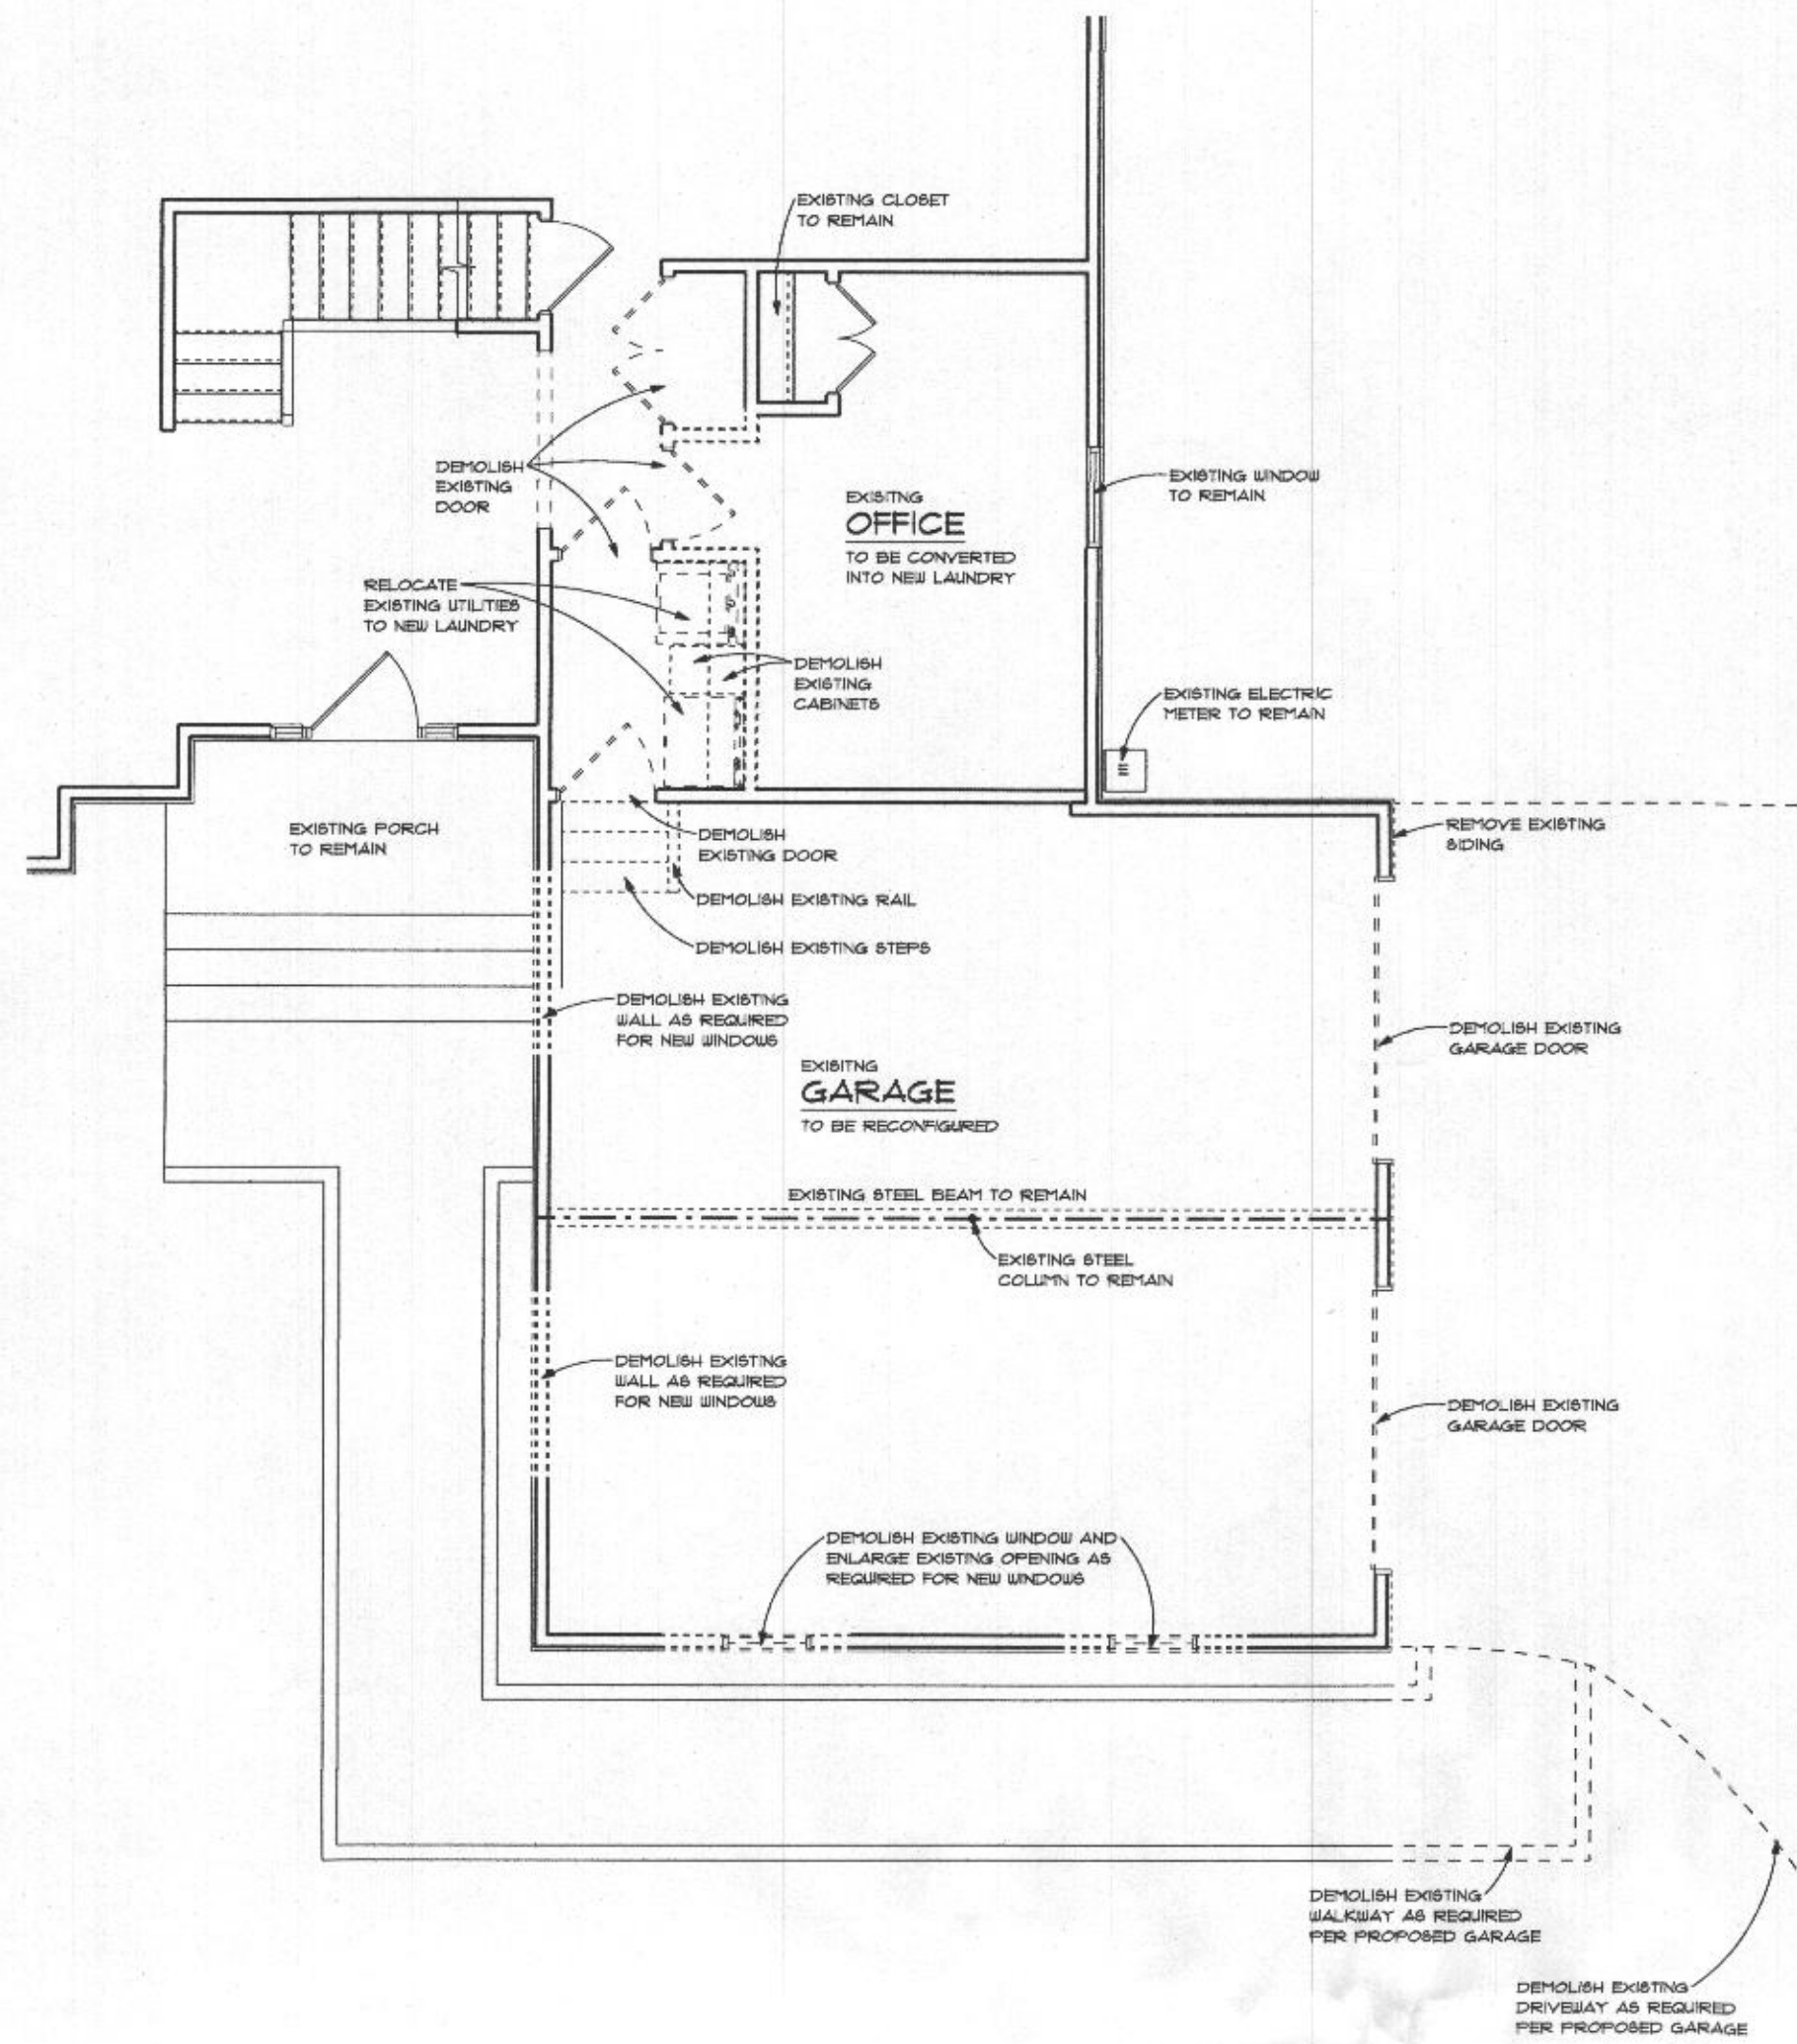 EXISTING CLOSET
TO REMAIN
DEMOLISH
EXISTING
DOOR
EXISTING WINDOW
TO REMAIN
EXISITNG
OFFICE
TO BE CONVERTED
INTO NEW LAUNDRY
RELOCATE
EXISTING UTILITIES
TO NEW LAUNDRY
DEMOLISH
EXISTING
CABINETS
EXISTING ELECTRIC
METER TO REMAIN
EXISTING PORCH
TO REMAIN
DEMOLISH
EXISTING DOOR
REMOVE EXISTING
SIDING
DEMOLISH EXISTING RAIL
DEMOLISH EXISTING STEPS
DEMOLISH EXISTING
WALL AS REQUIRED
FOR NEW WINDOWS
DEMOLISH EXISTING
GARAGE DOOR
EXISITNG
GARAGE
TO BE RECONFIGURED
EXISTING STEEL BEAM TO REMAIN
EXISTING STEEL
COLUMN TO REMAIN
DEMOLISH EXISTING
WALL AS REQUIRED
FOR NEW WINDOWS
DEMOLISH EXISTING
GARAGE DOOR
DEMOLISH EXISTING WINDOW AND
ENLARGE EXISTING OPENING AS
REQUIRED FOR NEW WINDOWS
DEMOLISH EXISTING
WALKWAY AS REQUIRED
PER PROPOSED GARAGE
DEMOLISH EXISTING
DRIVEWAY AS REQUIRED
PER PROPOSED GARAGE